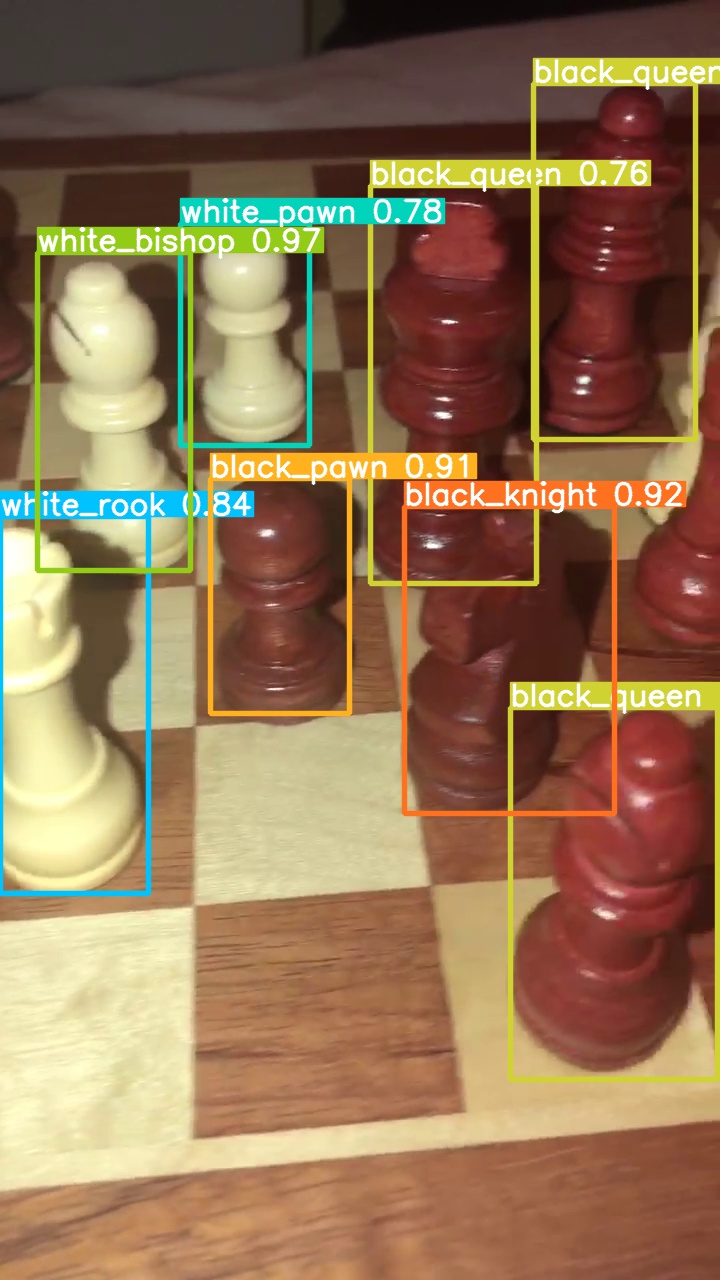 black_queen
black_queen 0.76
white_pawn 0.78
white_bishop 0.97
black_pawn 0.91
black_knight 0.92
white_rook 0.84
black_queen